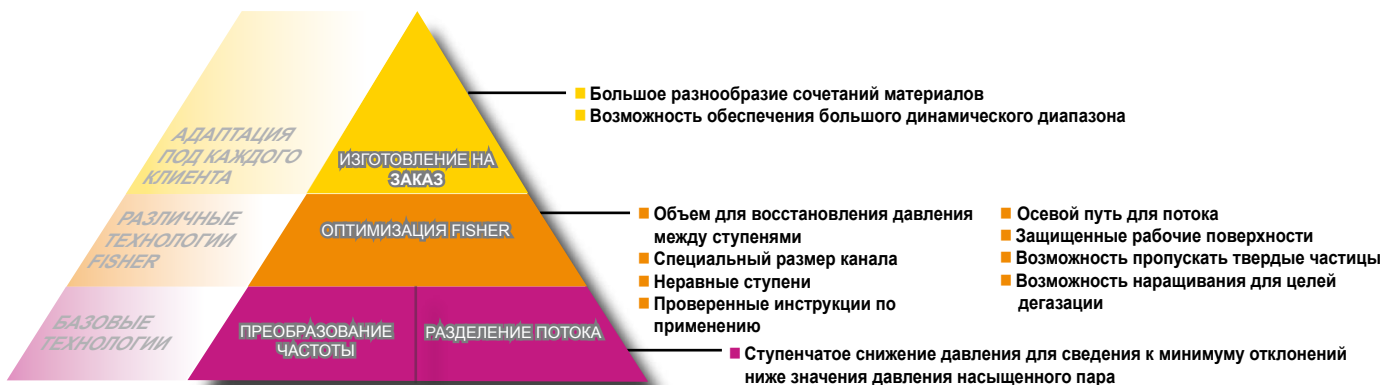 АДАПТАЦИЯ
ПОД КАЖДОГО
КЛИЕНТА
ИЗГОТОВЛЕНИЕ НА
ЗАКАЗ
■ Большое разнообразие сочетаний материалов
■ Возможность обеспечения большого динамического диапазона
РАЗЛИЧНЫЕ
ТЕХНОЛОГИИ
FISHER
ОПТИМИЗАЦИЯ FISHER
■ Объем для восстановления давления
между ступенями
■ Специальный размер канала
■ Неравные ступени
■ Проверенные инструкции по
применению
■ Осевой путь для потока
■ Защищенные рабочие поверхности
■ Возможность пропускать твердые частицы
■ Возможность наращивания для целей
дегазации
БАЗОВЫЕ
ТЕХНОЛОГИИ
ПРЕОБРАЗОВАНИЕ
ЧАСТОТЫ
РАЗДЕЛЕНИЕ ПОТОКА
■ Ступенчатое снижение давления для сведения к минимуму отклонений
ниже значения давления насыщенного пара